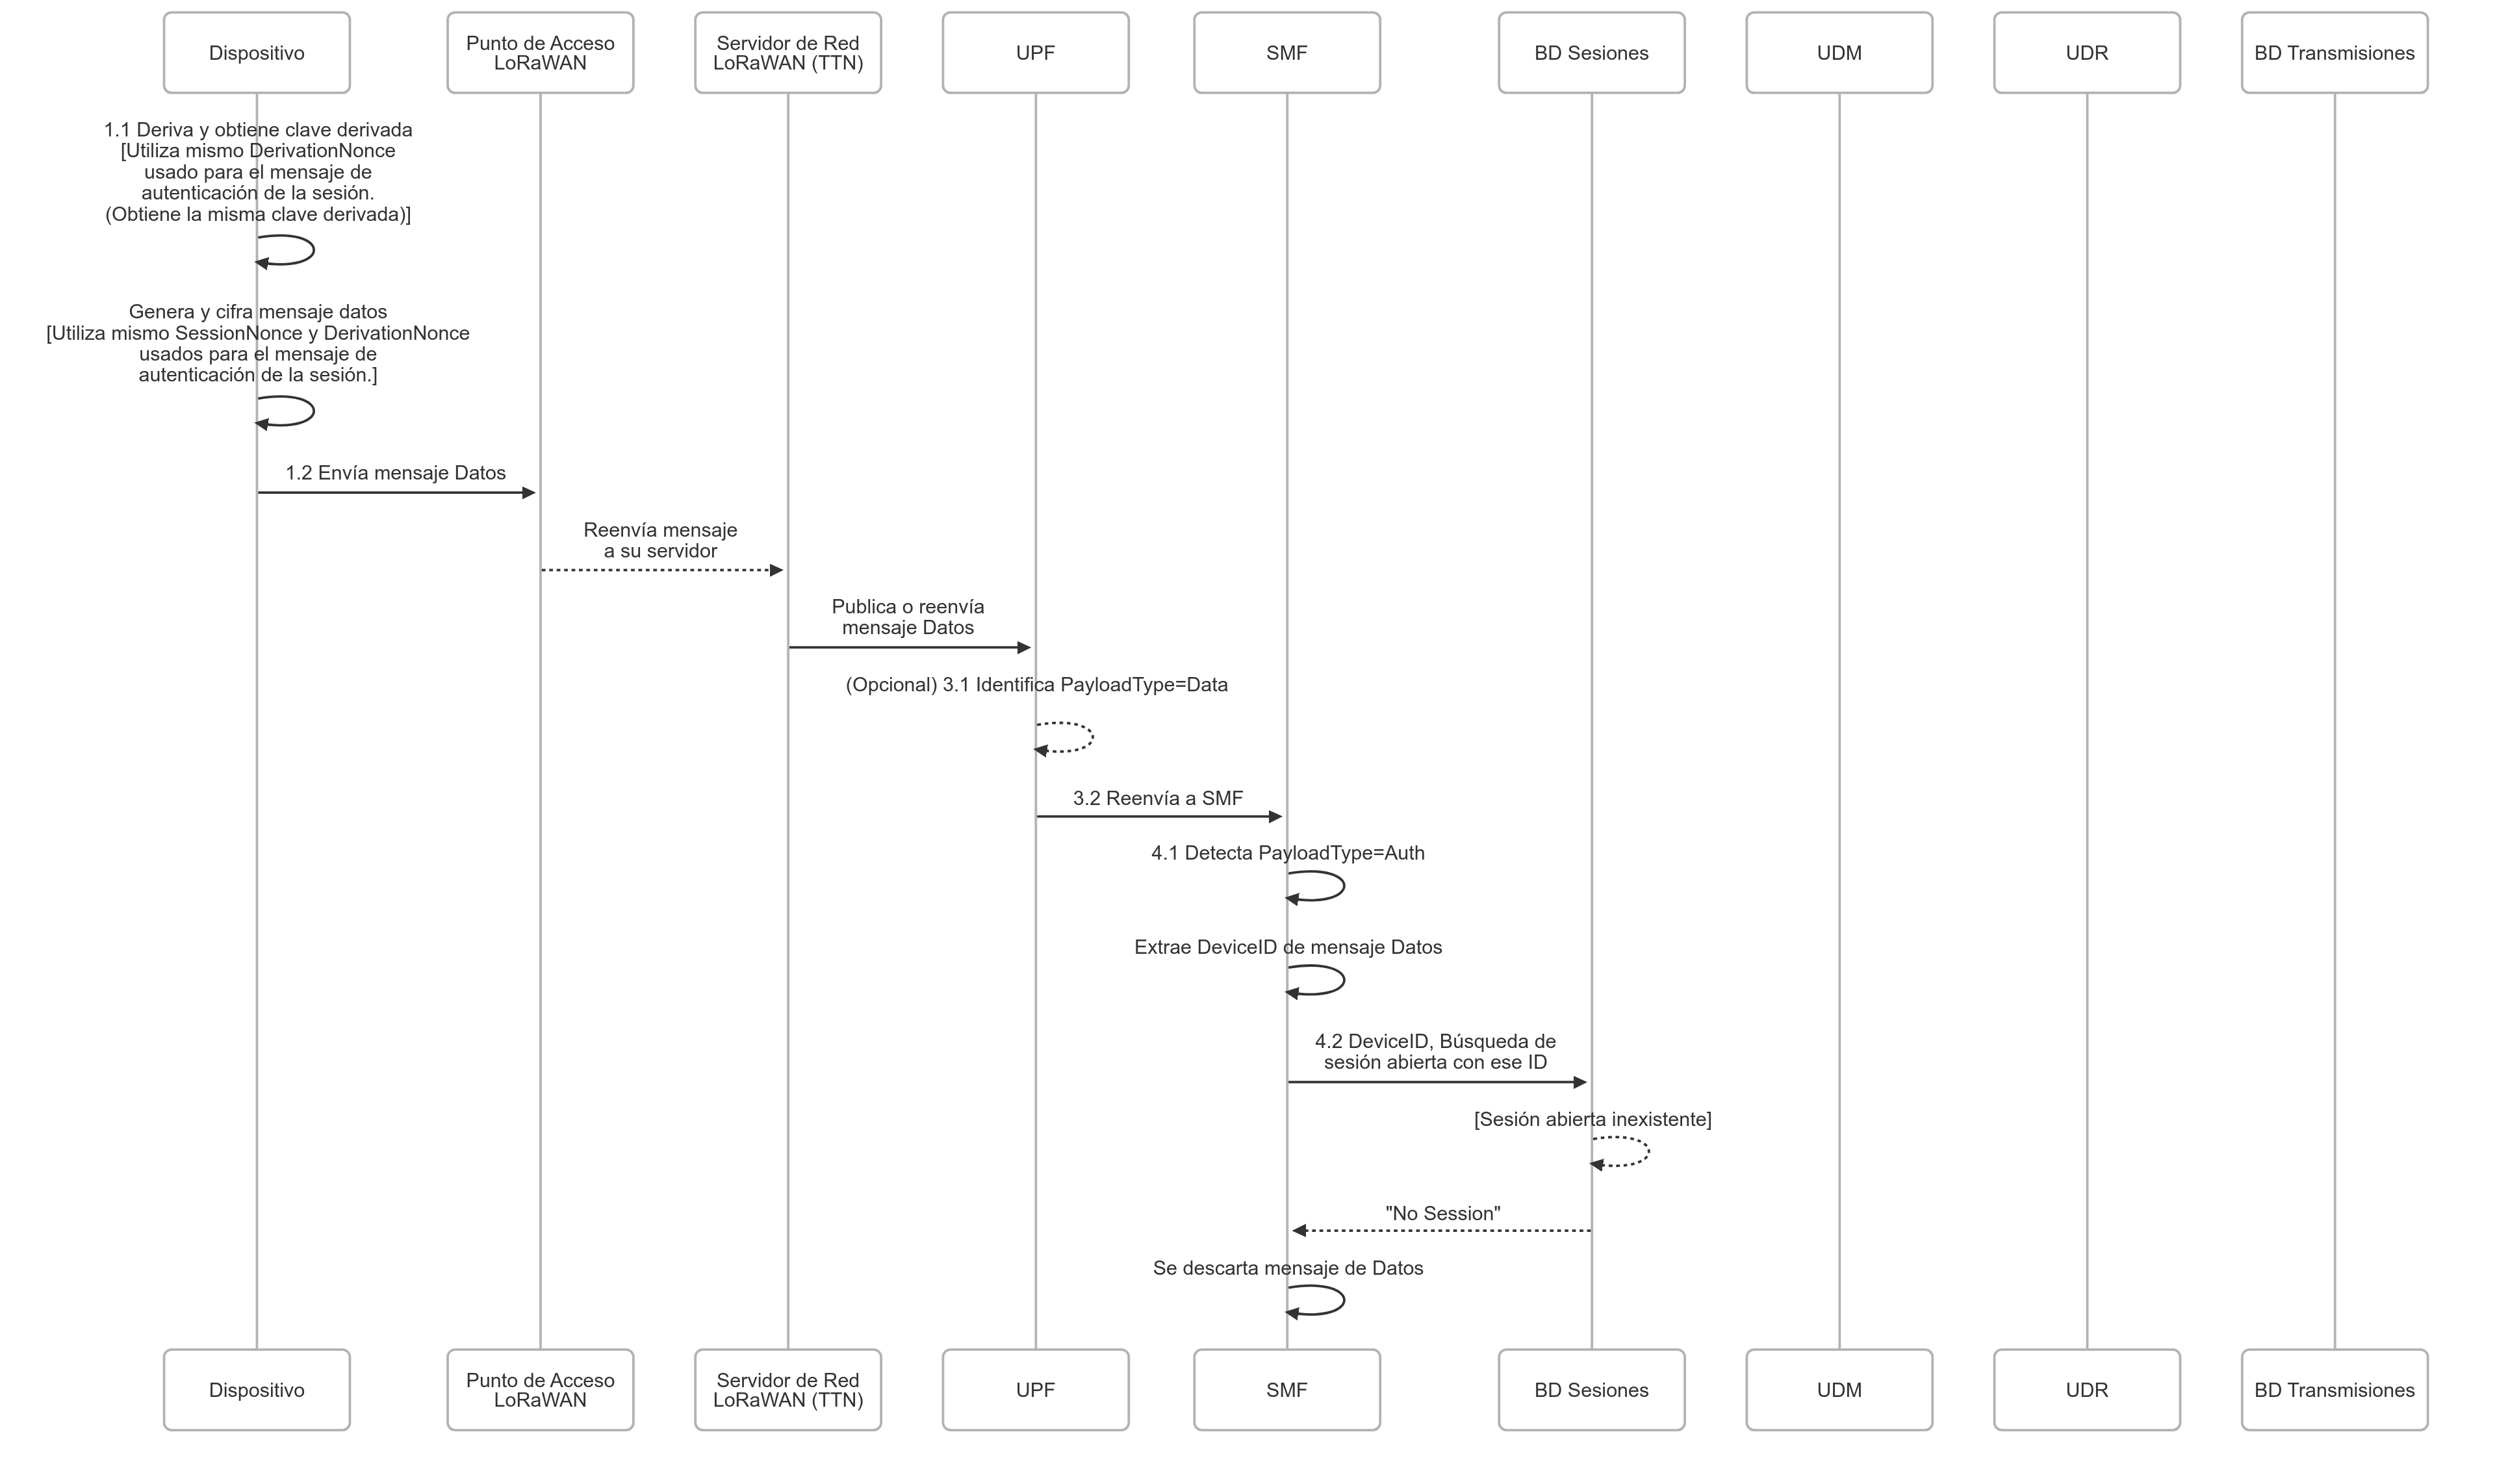 Dispositivo
Punto de Acceso
LoRaWAN
Servidor de Red
LoRaWAN (TTN)
UPF
SMF
BD Sesiones
UDM
UDR
BD Transmisiones
1.1 Deriva y obtiene clave derivada
[Utiliza mismo DerivationNonce
usado para el mensaje de
autenticación de la sesión.
(Obtiene la misma clave derivada)]
Genera y cifra mensaje datos
[Utiliza mismo SessionNonce y DerivationNonce
usados para el mensaje de
autenticación de la sesión.]
1.2 Envía mensaje Datos
Reenvía mensaje
a su servidor
Publica o reenvía
mensaje Datos
(Opcional) 3.1 Identifica PayloadType=Data
3.2 Reenvía a SMF
4.1 Detecta PayloadType=Auth
Extrae DeviceID de mensaje Datos
4.2 DeviceID, Búsqueda de
sesión abierta con ese ID
[Sesión abierta inexistente]
"No Session"
Se descarta mensaje de Datos
Dispositivo
Punto de Acceso
LoRaWAN
Servidor de Red
LoRaWAN (TTN)
UPF
SMF
BD Sesiones
UDM
UDR
BD Transmisiones